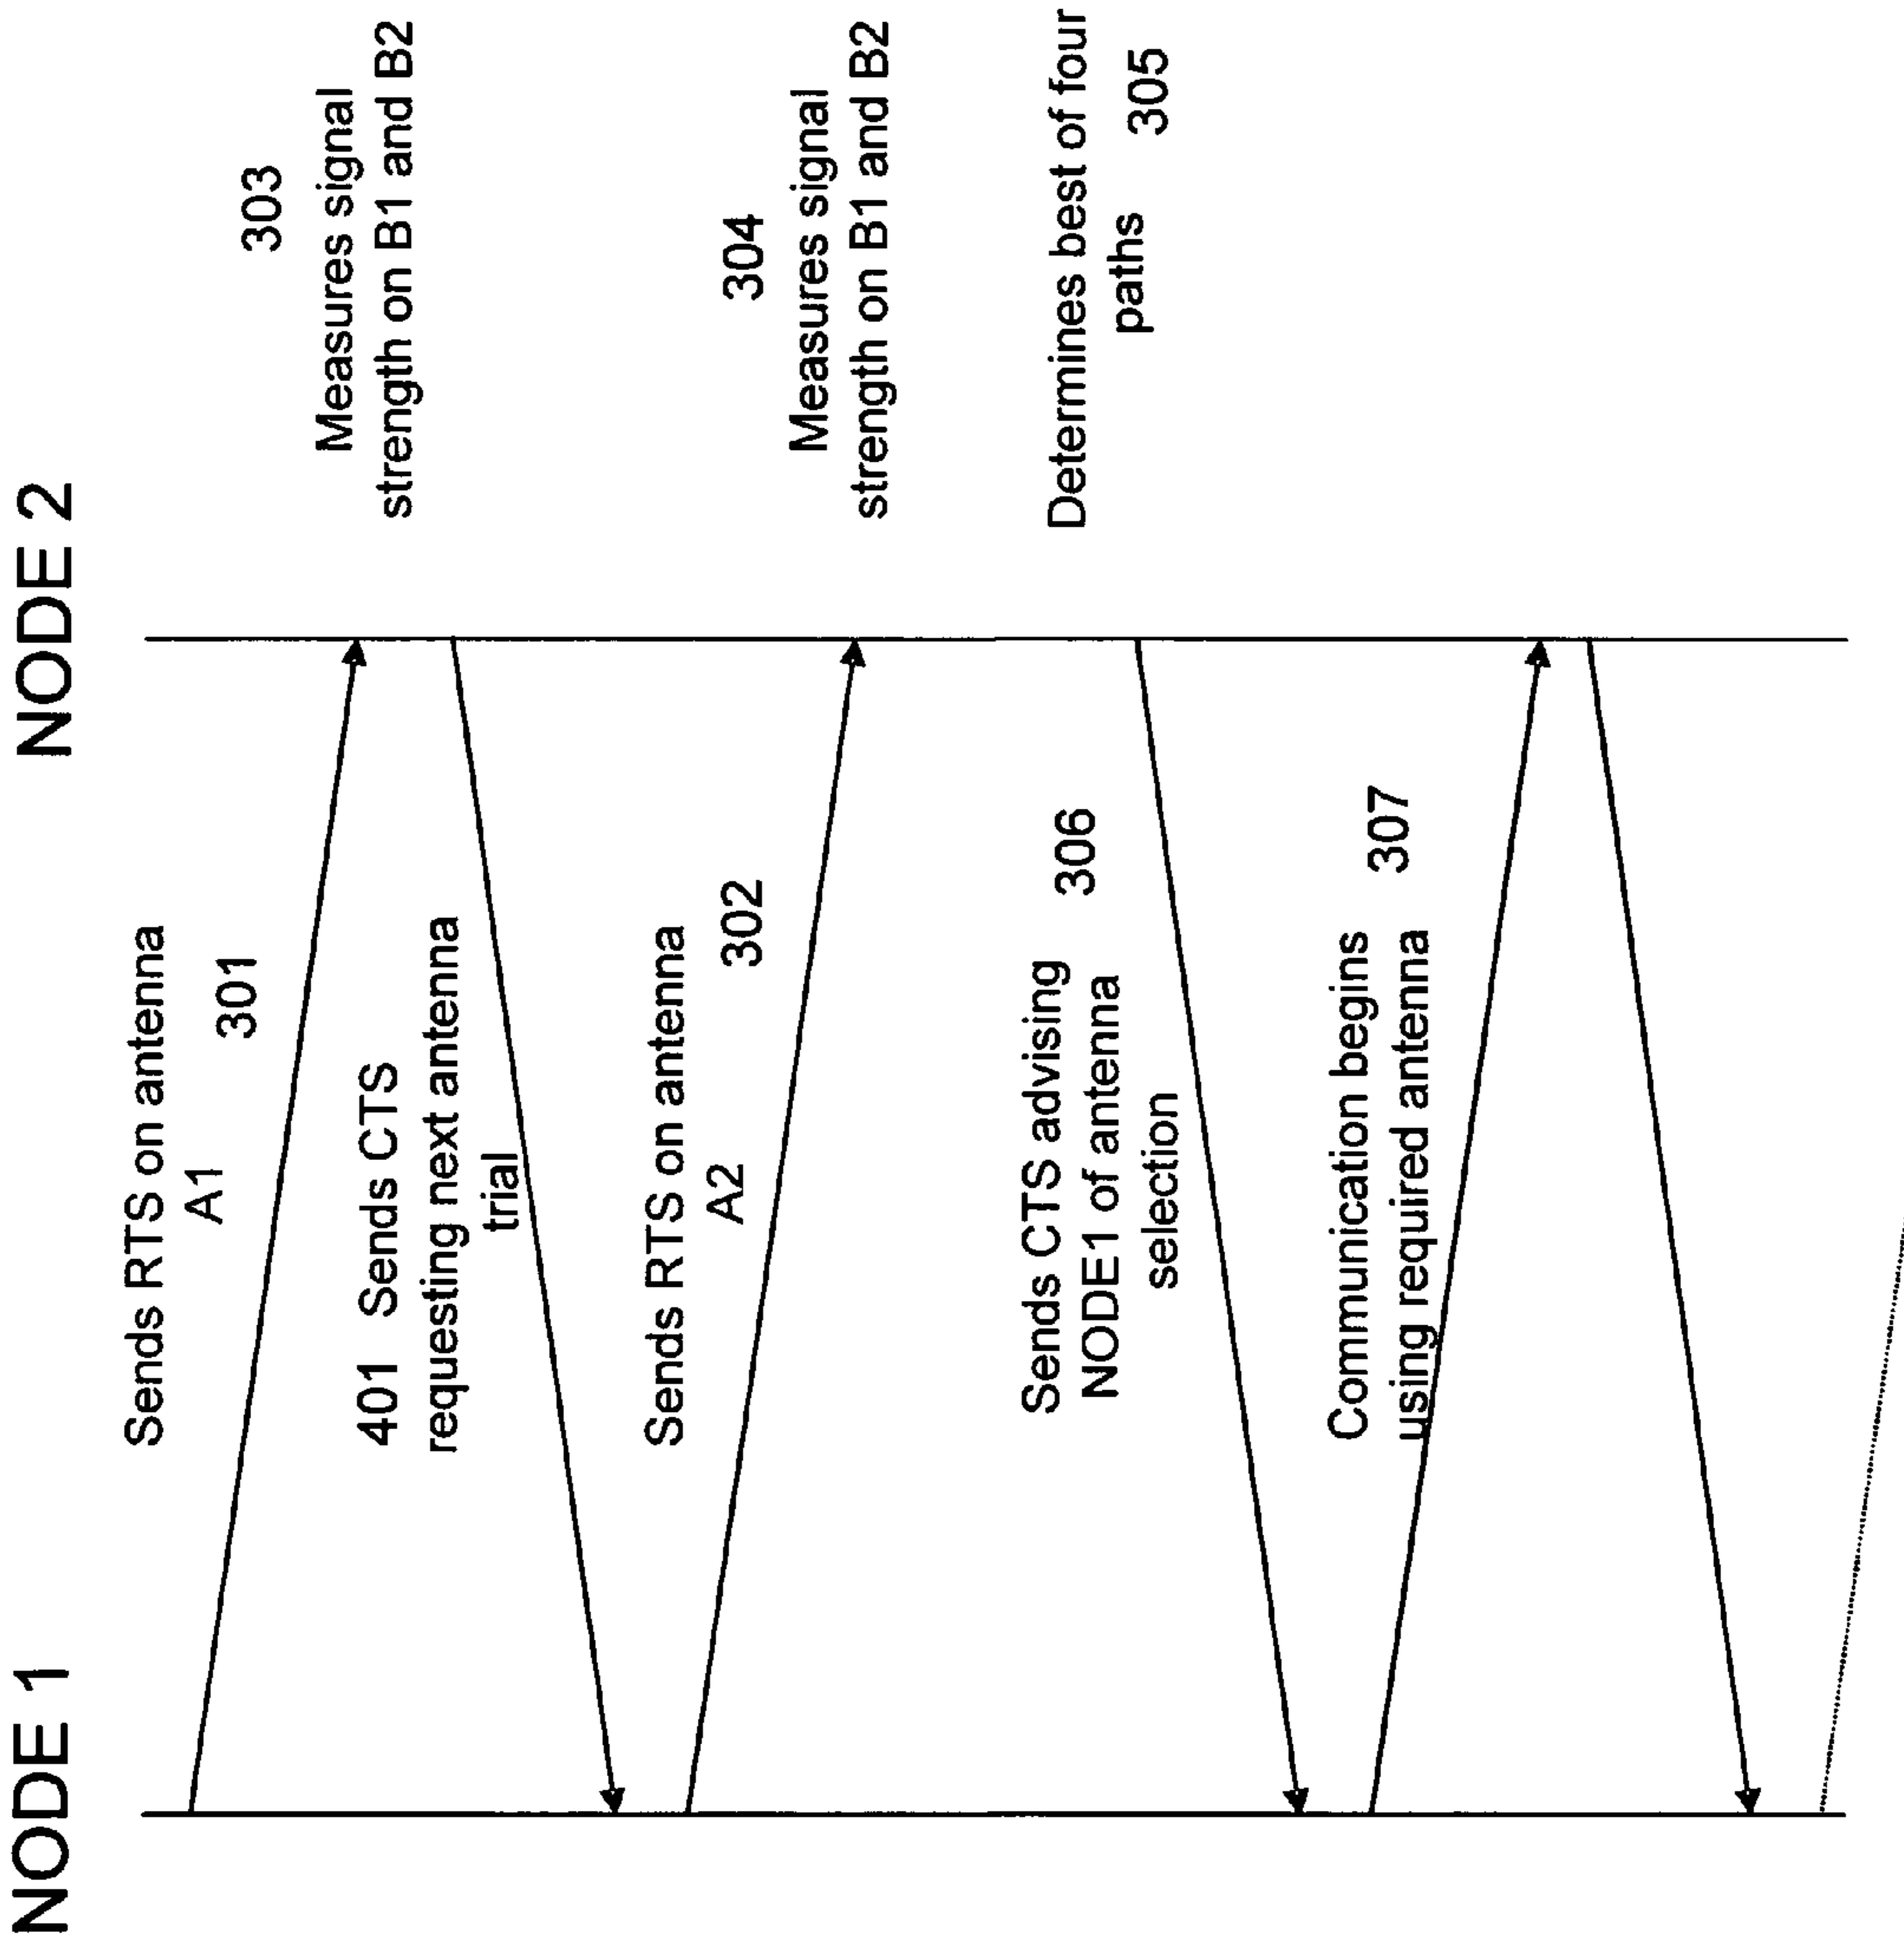 NODE 1
NODE 2
Sends RTS on antenna
A1
301
303
Measures signal
strength on B1 and B2
401 Sends CTS
requesting next antenna
trial
Sends RTS on antenna
A2
302
304
Measures signal
strength on B1 and B2
Sends CTS advising
NODE1 of antenna
selection
306
Determines best of four
paths
305
Communication begins
using required antenna
307